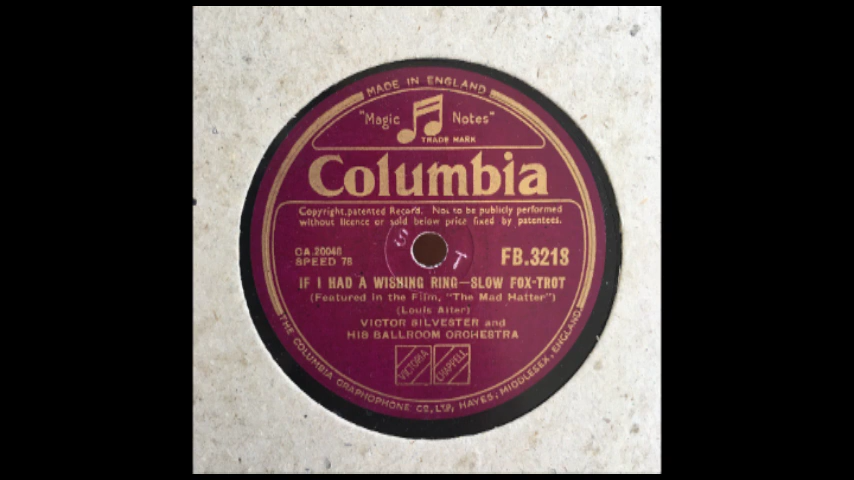 MADE IN ENGLAND
"Magic Notes"
TRADE MARK
Columbia
Copyright, patented Record. Not to be publicly performed
without licence or sold below price fixed by patentees.
S T
CA.20048
SPEED 78
FB.3213
IF I HAD A WISHING RING—SLOW FOX-TROT
(Featured in the Film, "The Mad Hatter")
(Louis Alter)
VICTOR SILVESTER and
HIS BALLROOM ORCHESTRA
VICTORIA CHAPPELL
THE COLUMBIA GRAPHOPHONE CO., LTD, HAYES, MIDDLESEX, ENGLAND.